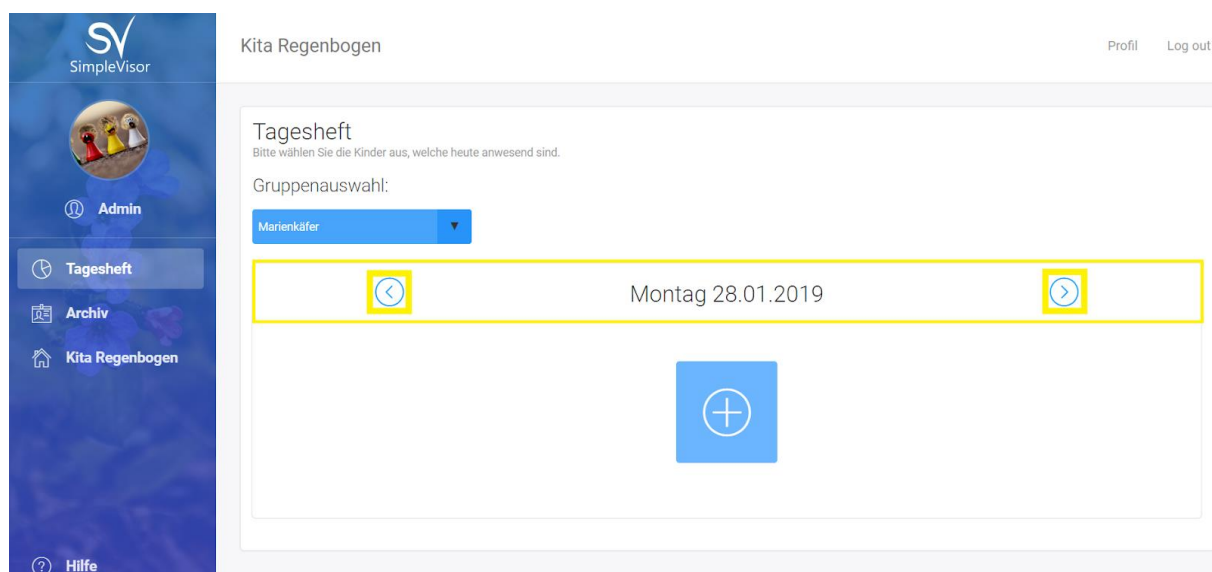 SV
SimpleVisor
Admin
Tagesheft
Archiv
Kita Regenbogen
Hilfe
Kita Regenbogen
Profil
Log out
Tagesheft
Bitte wählen Sie die Kinder aus, welche heute anwesend sind.
Gruppenauswahl:
Marienkäfer
Montag 28.01.2019